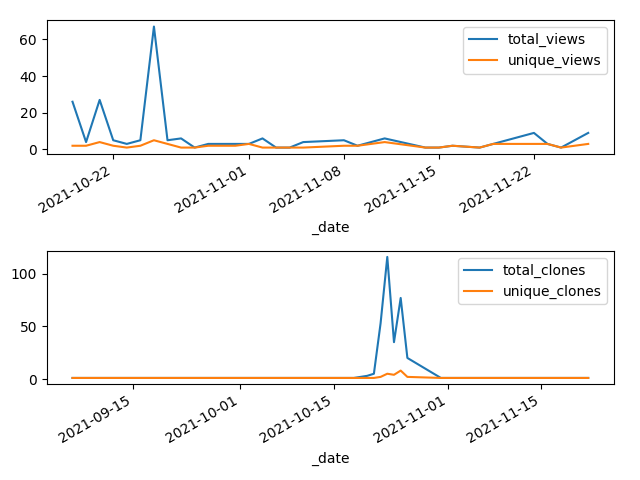 60
40
20
0
total_views
unique_views
2021-10-22
2021-11-01
2021-11-08
2021-11-15
2021-11-22
_date
100
50
0
total_clones
unique_clones
2021-09-15
2021-10-01
2021-10-15
2021-11-01
2021-11-15
_date